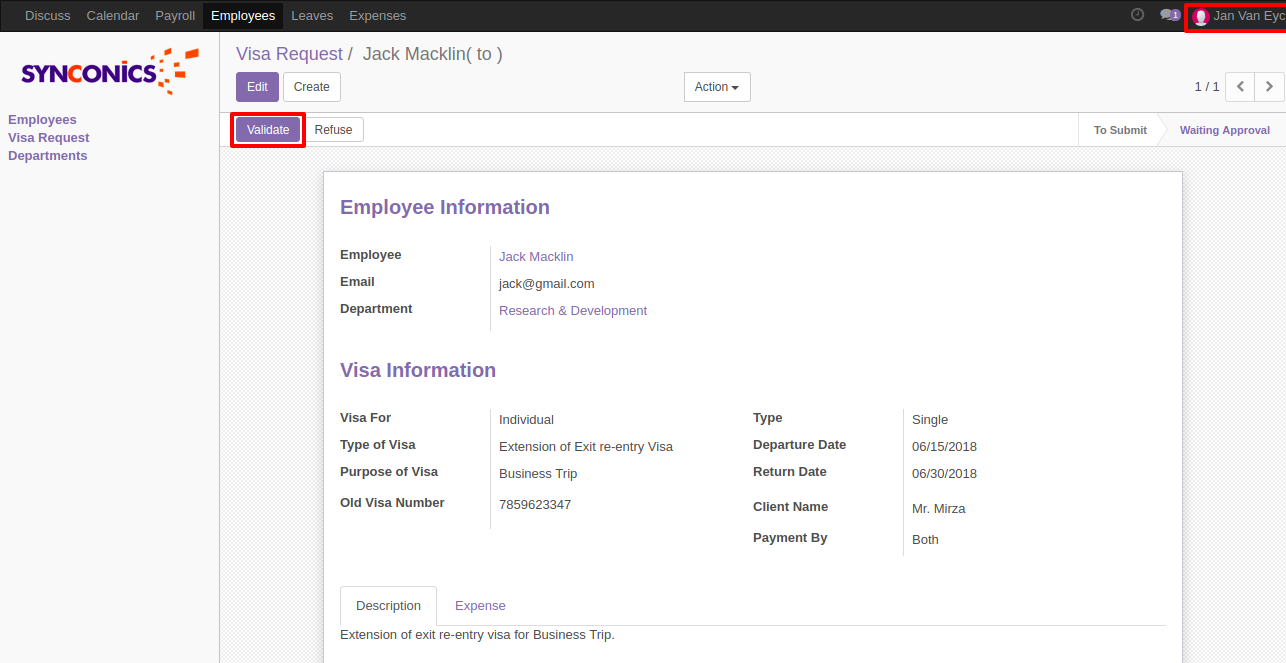 Discuss Calendar Payroll Employees Leaves Expenses 1 Jan Van Eyc
SYNCONICS
Employees
Visa Request
Departments
Visa Request / Jack Macklin( to )
Edit Create Action 1 / 1
Validate Refuse To Submit Waiting Approval
Employee Information
Employee Jack Macklin
Email jack@gmail.com
Department Research & Development
Visa Information
Visa For Individual Type Single
Type of Visa Extension of Exit re-entry Visa Departure Date 06/15/2018
Purpose of Visa Business Trip Return Date 06/30/2018
Old Visa Number 7859623347 Client Name Mr. Mirza
Payment By Both
Description Expense
Extension of exit re-entry visa for Business Trip.